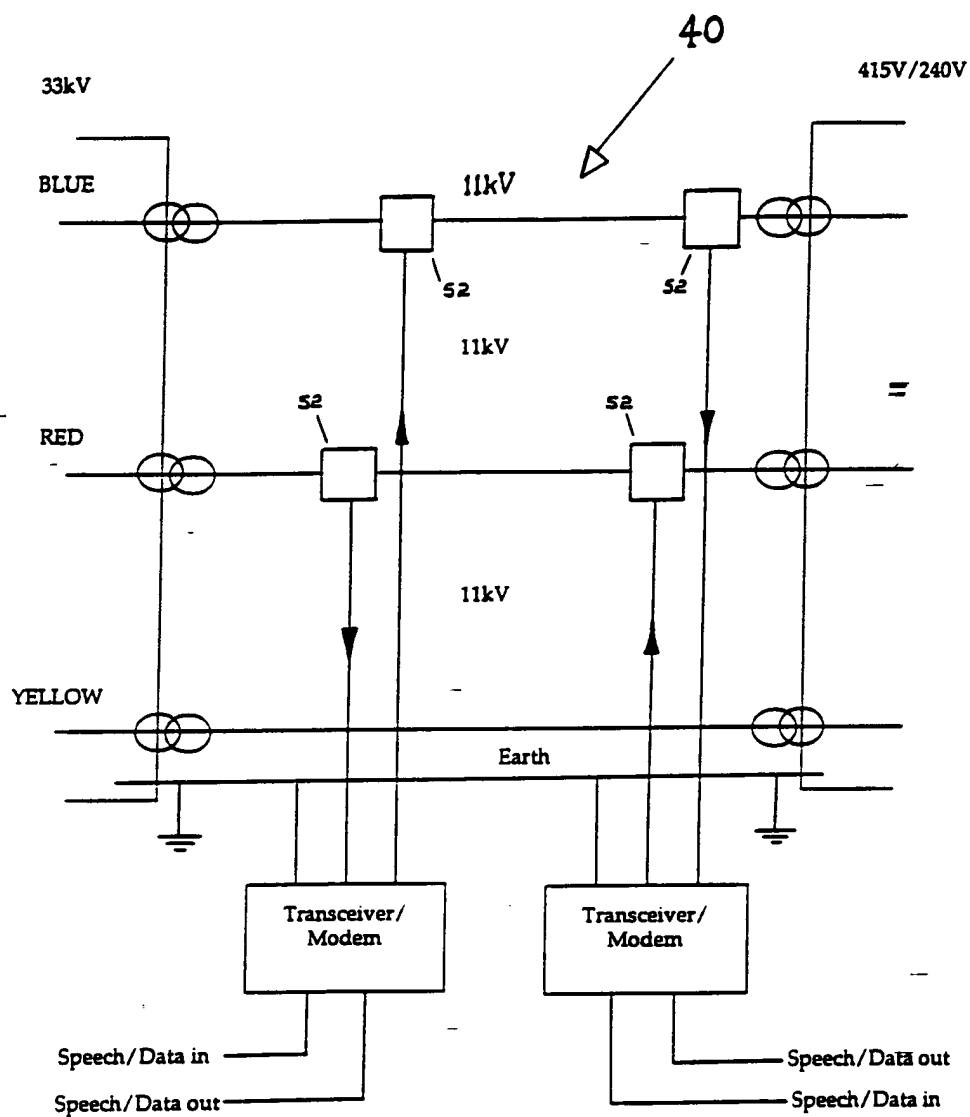 40
33kV
415V/240V
BLUE
11kV
52
52
11kV
52
52
RED
11kV
YELLOW
Earth
Transceiver/
Modem
Transceiver/
Modem
Speech/Data in
Speech/Data out
Speech/Data out
Speech/Data in